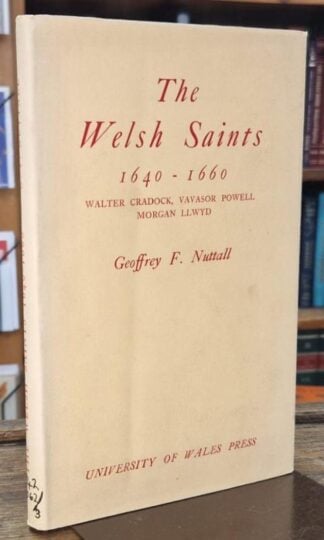 The
Welsh Saints
1640 - 1660
WALTER CRADOCK, VAVASOR POWELL
MORGAN LLWYD
Geoffrey F. Nuttall
UNIVERSITY OF WALES PRESS